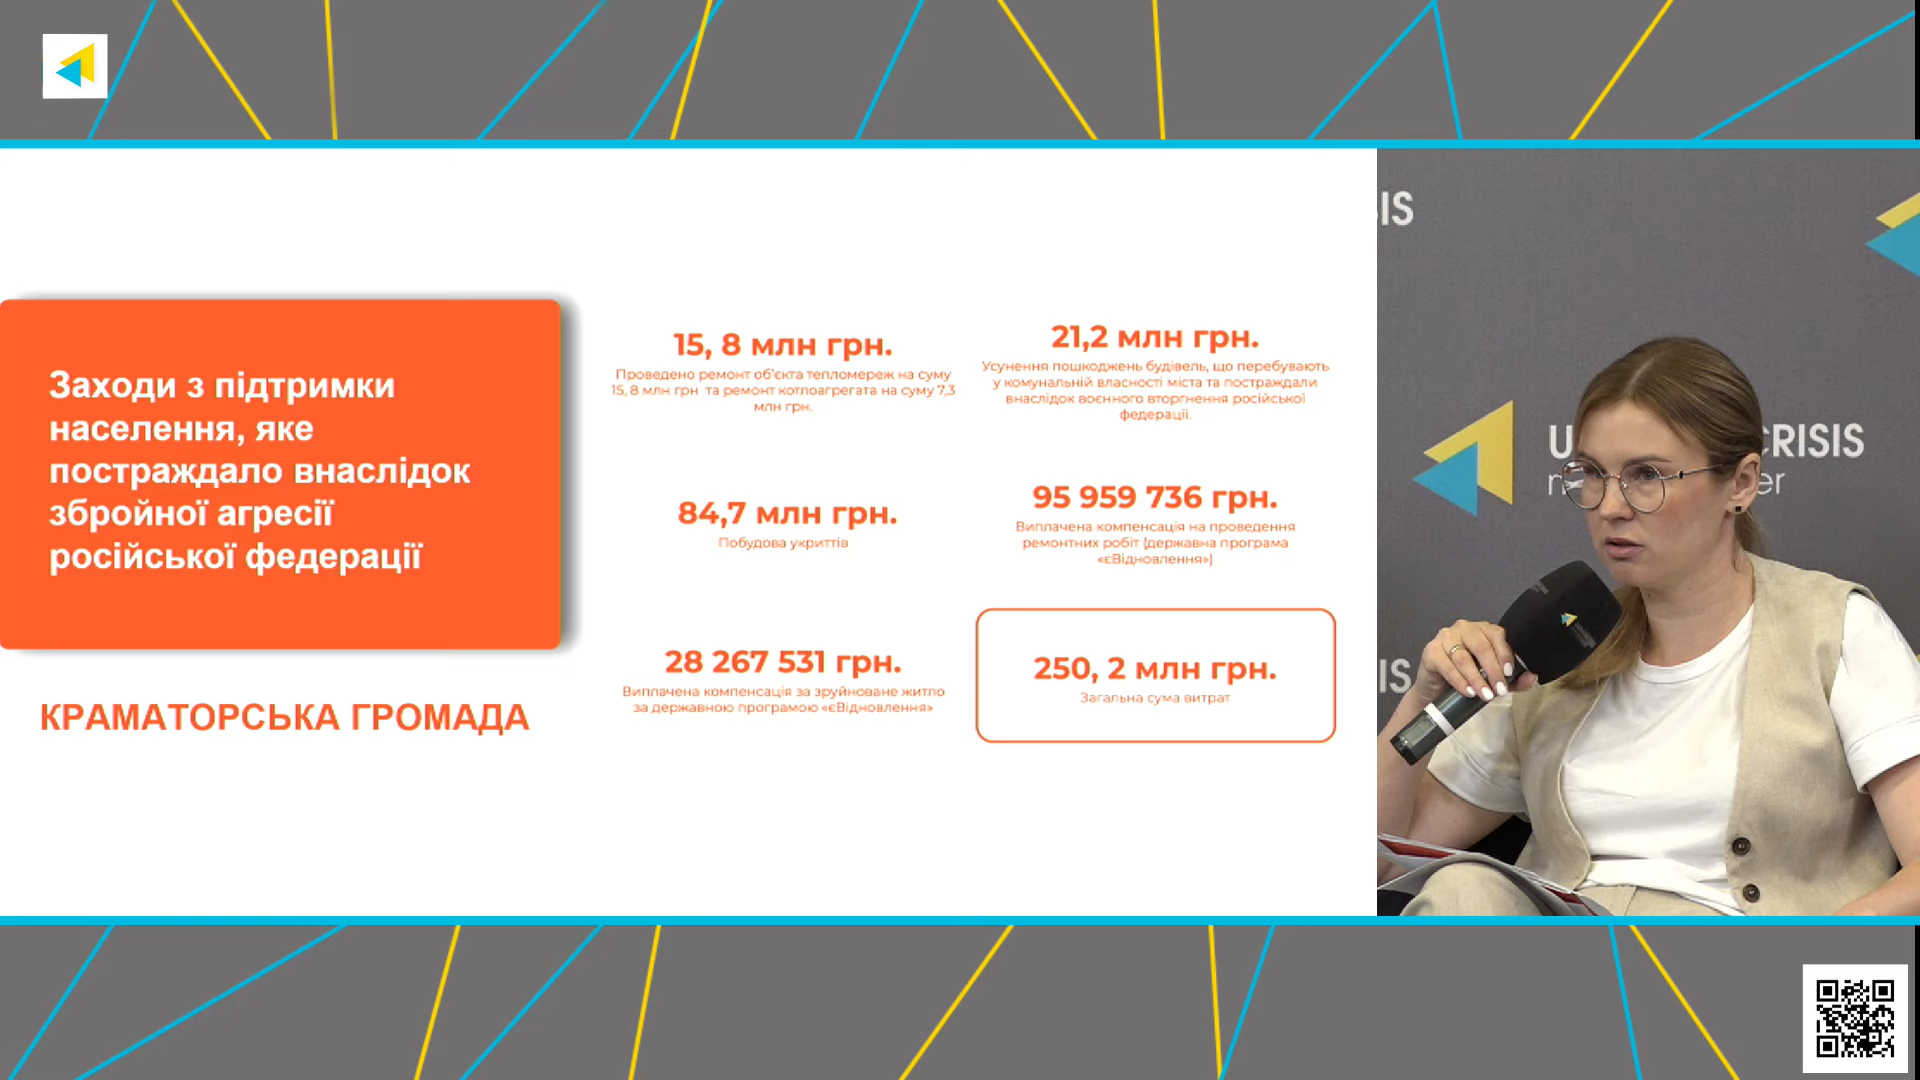 Заходи з підтримки
населення, яке
постраждало внаслідок
збройної агресії
російської федерації
КРАМАТОРСЬКА ГРОМАДА
15, 8 млн грн.
Проведено ремонт об'єкта тепломереж на суму
15, 8 млн грн та ремонт котлоагрегата на суму 7,3
млн грн.
21,2 млн грн.
Усунення пошкоджень будівель, що перебувають
у комунальній власності міста та постраждали
внаслідок воєнного вторгнення російської
федерації.
84,7 млн грн.
Побудова укриттів
95 959 736 грн.
Виплачена компенсація на проведення
ремонтних робіт (державна програма
«єВідновлення»)
28 267 531 грн.
Виплачена компенсація за зруйноване житло
за державною програмою «єВідновлення»
250, 2 млн грн.
Загальна сума витрат
IS
U
CRISIS
er
IS